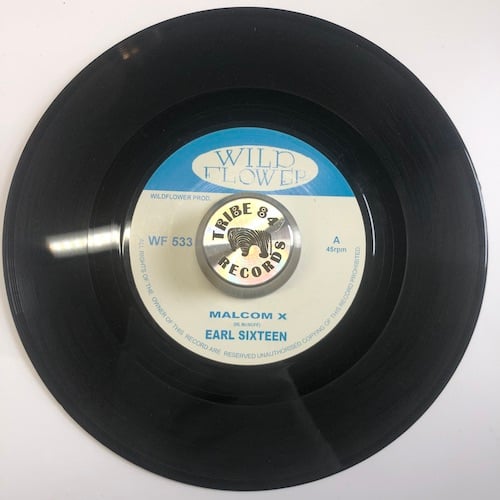 WILD
FLOWER
WILDFLOWER PROD.
WF 533
TRIBE 84
RECORDS
A
45rpm
MALCOM X
EARL SIXTEEN
ALL RIGHTS OF THE OWNER OF THIS RECORD ARE RESERVED UNAUTHORISED COPYING OF THIS RECORD PROHIBITED.